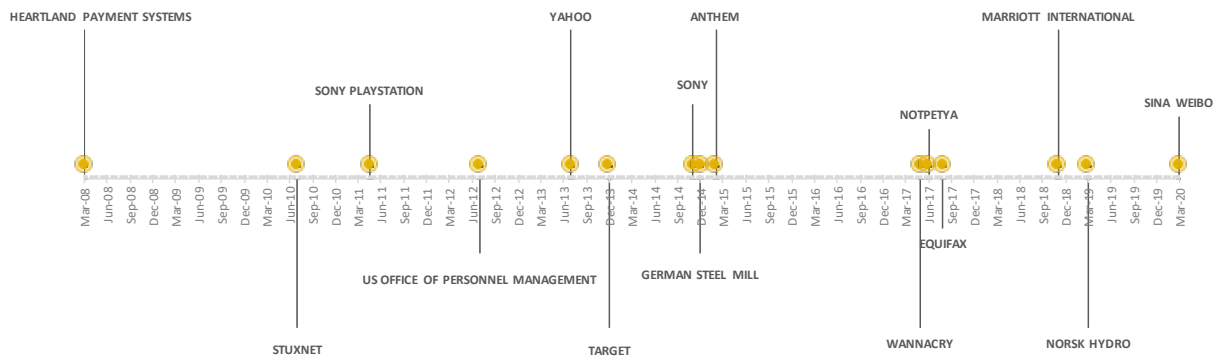 HEARTLAND PAYMENT SYSTEMS
YAHOO
ANTHEM
MARRIOTT INTERNATIONAL
SONY PLAYSTATION
SONY
NOTPETYA
SINA WEIBO
Mar-08
Jun-08
Sep-08
Dec-08
Mar-09
Jun-09
Sep-09
Dec-09
Mar-10
Jun-10
Sep-10
Dec-10
Mar-11
Jun-11
Sep-11
Dec-11
Mar-12
Jun-12
Sep-12
Dec-12
Mar-13
Jun-13
Sep-13
Dec-13
Mar-14
Jun-14
Sep-14
Dec-14
Mar-15
Jun-15
Sep-15
Dec-15
Mar-16
Jun-16
Sep-16
Dec-16
Mar-17
Jun-17
Sep-17
Dec-17
Mar-18
Jun-18
Sep-18
Dec-18
Mar-19
Jun-19
Sep-19
Dec-19
Mar-20
EQUIFAX
US OFFICE OF PERSONNEL MANAGEMENT
GERMAN STEEL MILL
STUXNET
TARGET
WANNACRY
NORSK HYDRO